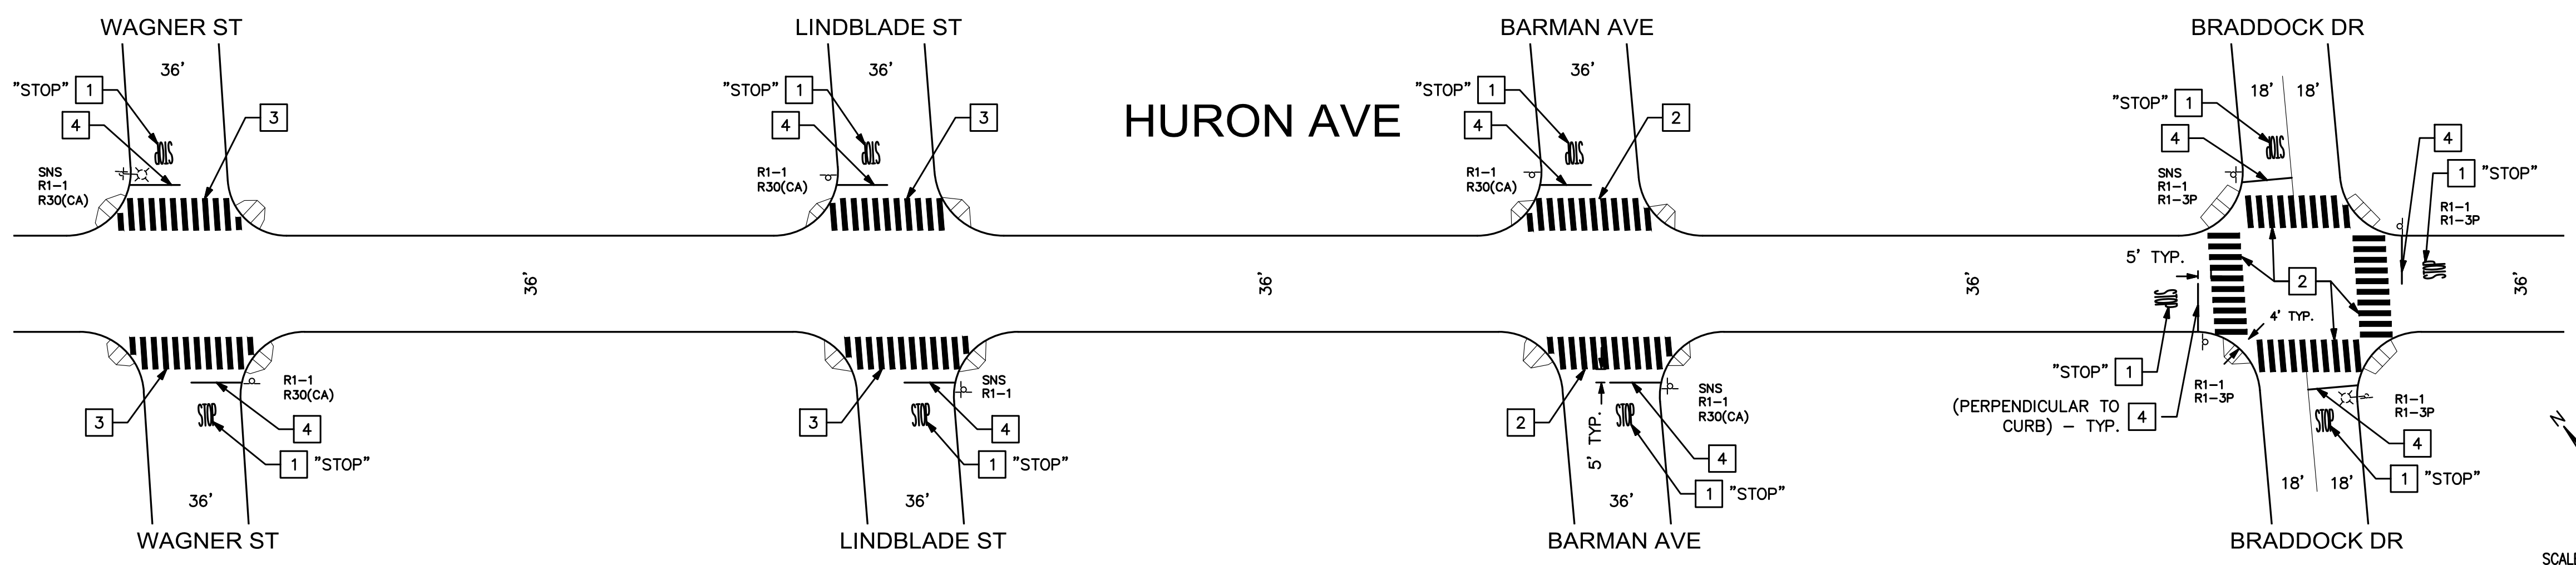 WAGNER ST
LINDBLADE ST
BARMAN AVE
BRADDOCK DR
36'
36'
36'
18' 18'
"STOP" 1
4
3
STOP
SNS
R1-1
R30(CA)
"STOP" 1
4
3
STOP
R1-1
R30(CA)
HURON AVE
"STOP" 1
4
2
STOP
R1-1
R30(CA)
"STOP" 1
4
STOP
SNS
R1-1
R1-3P
4
1 "STOP"
R1-1
R1-3P
STOP
36'
36'
36'
36'
5' TYP.
STOP
2
4' TYP.
"STOP" 1
R1-1
R1-3P
(PERPENDICULAR TO
CURB) - TYP.
4
R1-1
R30(CA)
STOP
3
4
1 "STOP"
36'
SNS
R1-1
STOP
3
4
1 "STOP"
36'
SNS
R1-1
R30(CA)
STOP
2
5' TYP.
4
1 "STOP"
36'
R1-1
R1-3P
STOP
4
1 "STOP"
18' 18'
N
WAGNER ST
LINDBLADE ST
BARMAN AVE
BRADDOCK DR